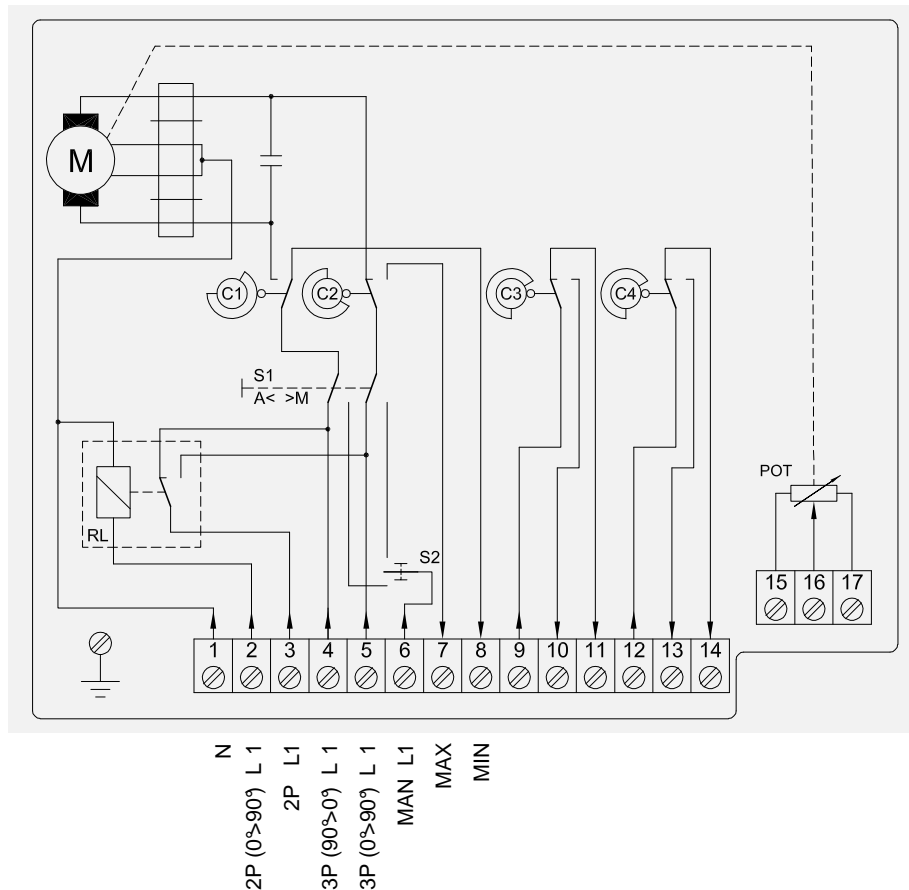 M
C1
C2
C3
C4
S1
A< >M
POT
RL
S2
15 16 17
1 2 3 4 5 6 7 8 9 10 11 12 13 14
N
2P (0°>90°) L 1
2P L1
3P (90°>0°) L 1
3P (0°>90°) L 1
MAN L1
MAX
MIN